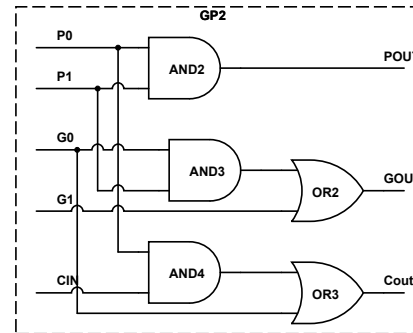 GP2
P0
AND2
POUT
P1
G0
AND3
G1
OR2
GOU
AND4
CIN
OR3
Cout